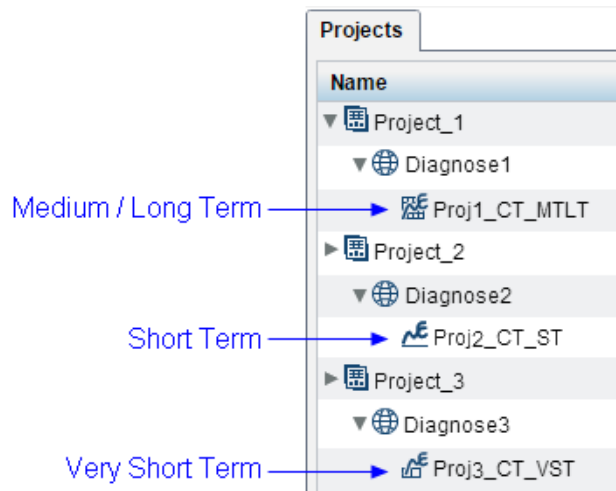 Projects
Name
Project_1
Diagnose1
Medium / Long Term Proj1_CT_MTLT
Project_2
Diagnose2
Short Term Proj2_CT_ST
Project_3
Diagnose3
Very Short Term Proj3_CT_VST